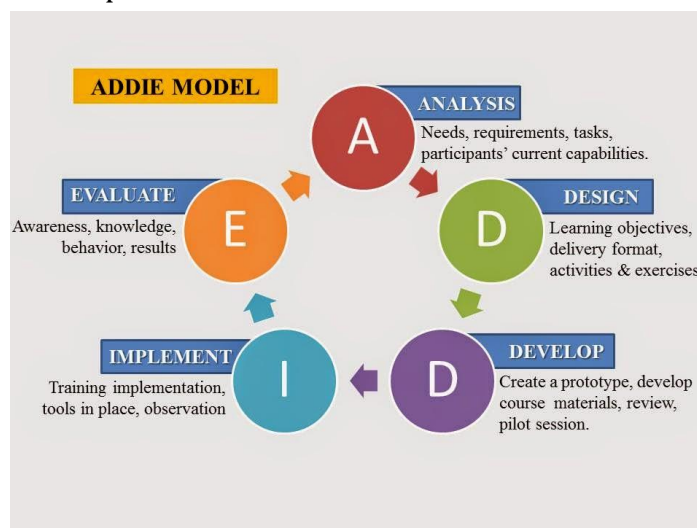 ADDIE MODEL
A
ANALYSIS
Needs, requirements, tasks,
participants’ current capabilities.
D
DESIGN
Learning objectives,
delivery format,
activities & exercises
D
DEVELOP
Create a prototype, develop
course materials, review,
pilot session.
I
IMPLEMENT
Training implementation,
tools in place, observation
E
EVALUATE
Awareness, knowledge,
behavior, results